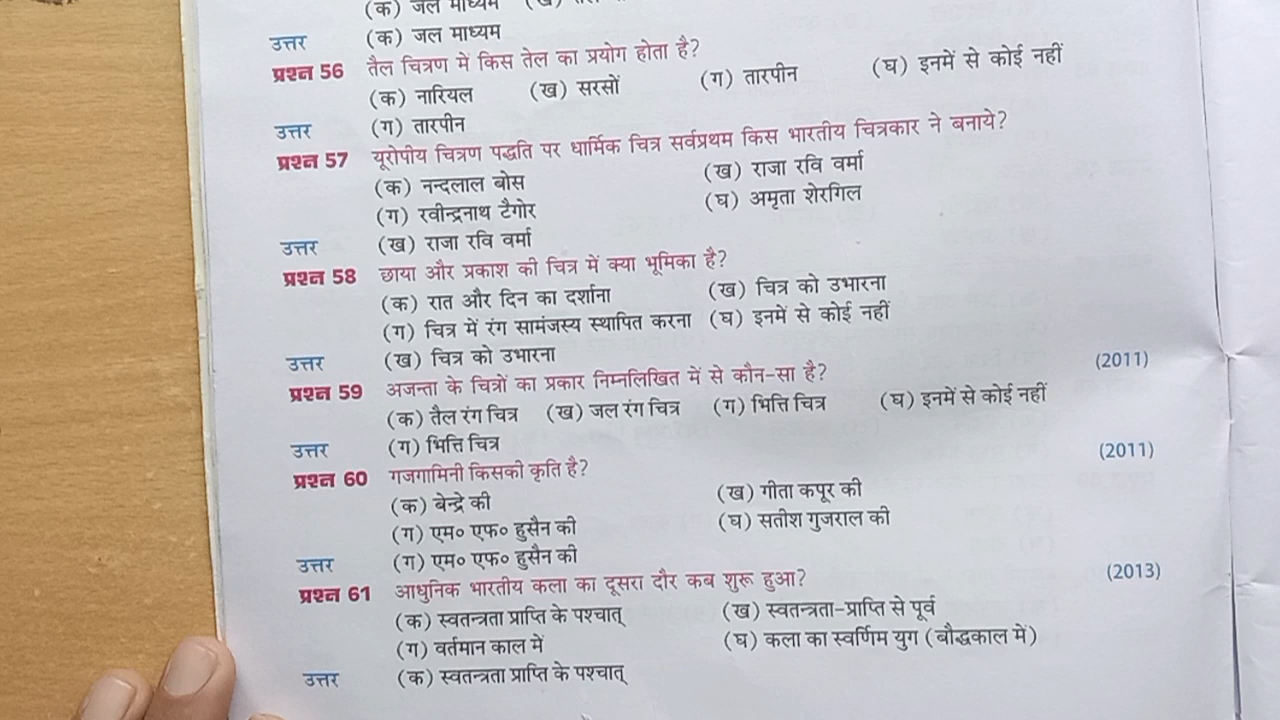 (क) जल माध्यम (ख)
उत्तर (क) जल माध्यम
प्रश्न 56 तैल चित्रण में किस तेल का प्रयोग होता है?
(क) नारियल (ख) सरसों (ग) तारपीन (घ) इनमें से कोई नहीं
उत्तर (ग) तारपीन
प्रश्न 57 यूरोपीय चित्रण पद्धति पर धार्मिक चित्र सर्वप्रथम किस भारतीय चित्रकार ने बनाये?
(क) नन्दलाल बोस (ख) राजा रवि वर्मा
(ग) रवीन्द्रनाथ टैगोर (घ) अमृता शेरगिल
उत्तर (ख) राजा रवि वर्मा
प्रश्न 58 छाया और प्रकाश की चित्र में क्या भूमिका है?
(क) रात और दिन का दर्शाना (ख) चित्र को उभारना
(ग) चित्र में रंग सामंजस्य स्थापित करना (घ) इनमें से कोई नहीं
उत्तर (ख) चित्र को उभारना
प्रश्न 59 अजन्ता के चित्रों का प्रकार निम्नलिखित में से कौन-सा है? (2011)
(क) तैल रंग चित्र (ख) जल रंग चित्र (ग) भित्ति चित्र (घ) इनमें से कोई नहीं
उत्तर (ग) भित्ति चित्र
प्रश्न 60 गजगामिनी किसकी कृति है? (2011)
(क) बेन्द्रे की (ख) गीता कपूर की
(ग) एम० एफ० हुसैन की (घ) सतीश गुजराल की
उत्तर (ग) एम० एफ० हुसैन की
प्रश्न 61 आधुनिक भारतीय कला का दूसरा दौर कब शुरू हुआ? (2013)
(क) स्वतन्त्रता प्राप्ति के पश्चात् (ख) स्वतन्त्रता-प्राप्ति से पूर्व
(ग) वर्तमान काल में (घ) कला का स्वर्णिम युग (बौद्धकाल में)
उत्तर (क) स्वतन्त्रता प्राप्ति के पश्चात्